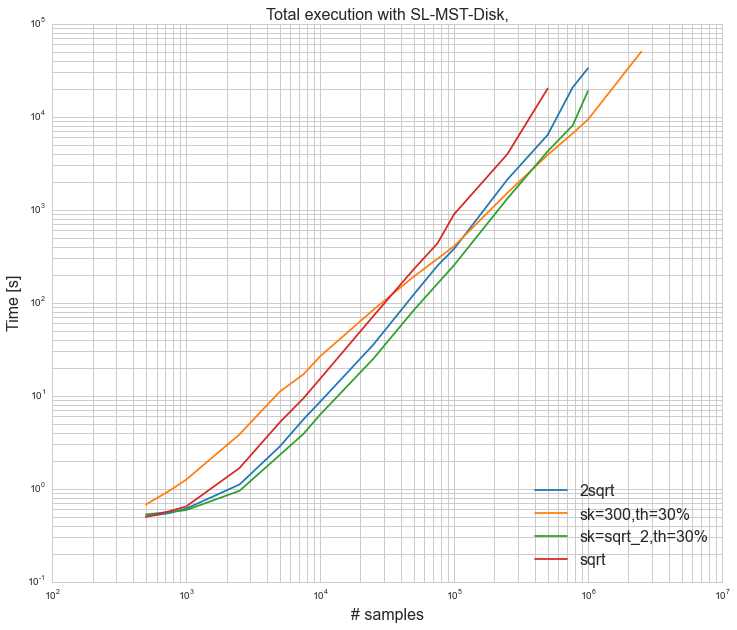 Total execution with SL-MST-Disk,
10^5
10^4
10^3
10^2
10^1
10^0
10^-1
Time [s]
2sqrt
sk=300,th=30%
sk=sqrt_2,th=30%
sqrt
10^2
10^3
10^4
10^5
10^6
10^7
# samples